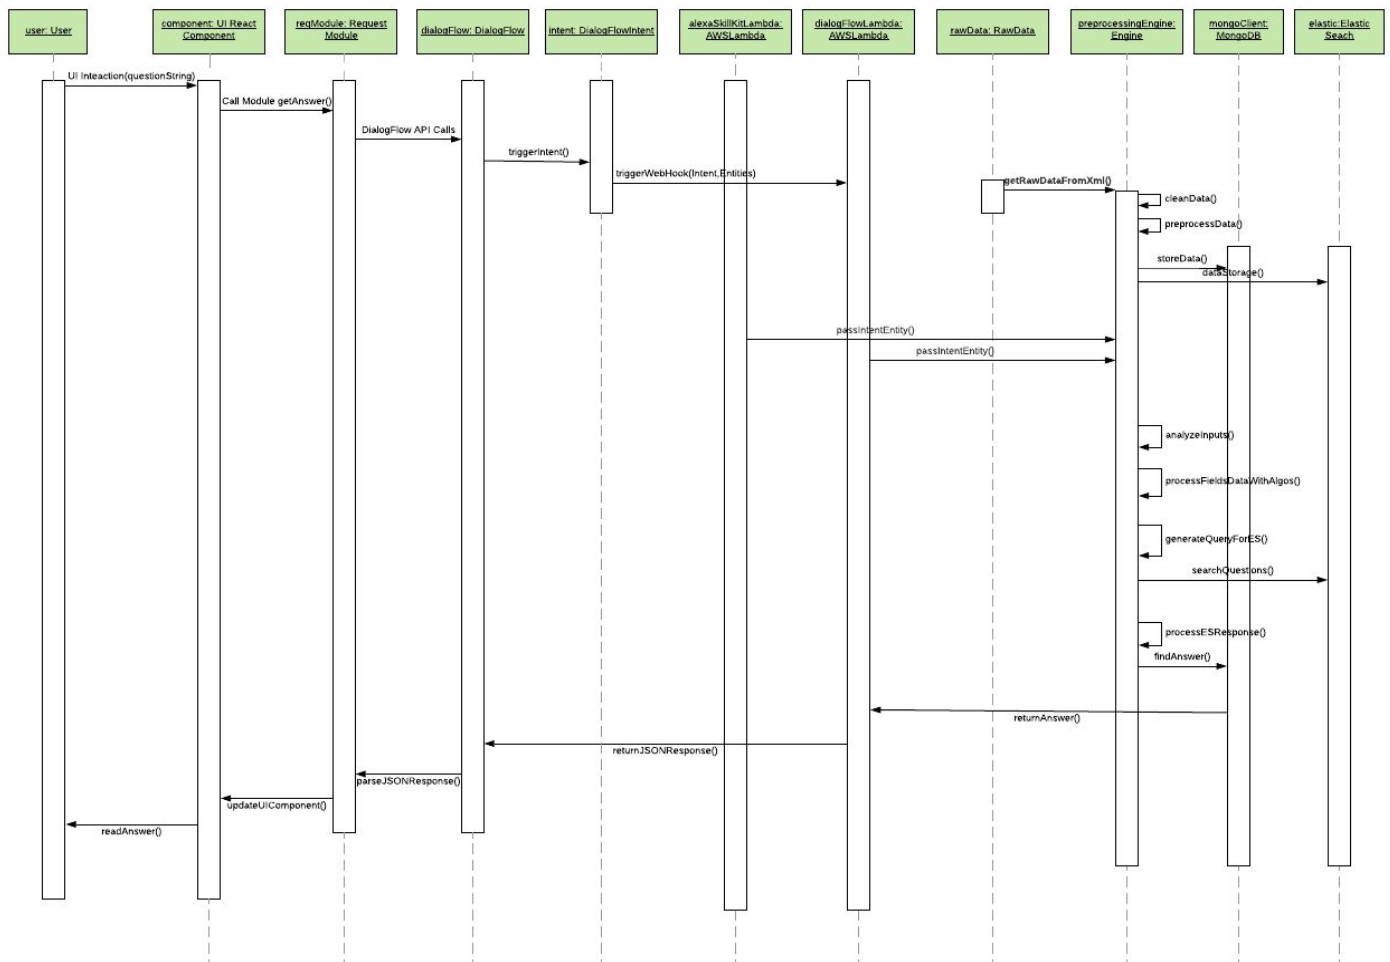 user: User
component: UI React
Component
reqModule: Request
Module
dialogFlow: DialogFlow
intent: DialogFlowIntent
alexaSkillKitLambda:
AWSLambda
dialogFlowLambda:
AWSLambda
rawData: RawData
preprocessingEngine:
Engine
mongoClient:
MongoDB
elastic:Elastic
Seach
UI Inteaction(questionString)
Call Module getAnswer()
DialogFlow API Calls
triggerIntent()
triggerWebHook(Intent,Entities)
getRawDataFromXml()
cleanData()
preprocessData()
storeData()
dataStorage()
passIntentEntity()
passIntentEntity()
analyzeInputs()
processFieldsDataWithAlgos()
generateQueryForES()
searchQuestions()
processESResponse()
findAnswer()
returnAnswer()
returnJSONResponse()
parseJSONResponse()
updateUIComponent()
readAnswer()